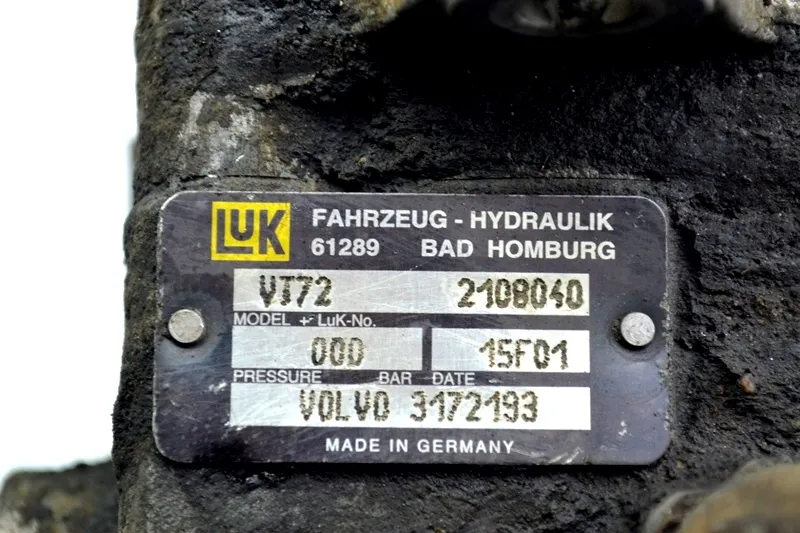 LUK FAHRZEUG - HYDRAULIK
61289 BAD HOMBURG
VT72 2108040
MODEL + LuK-No.
000 15F01
PRESSURE BAR DATE
VOLVO 3172193
MADE IN GERMANY